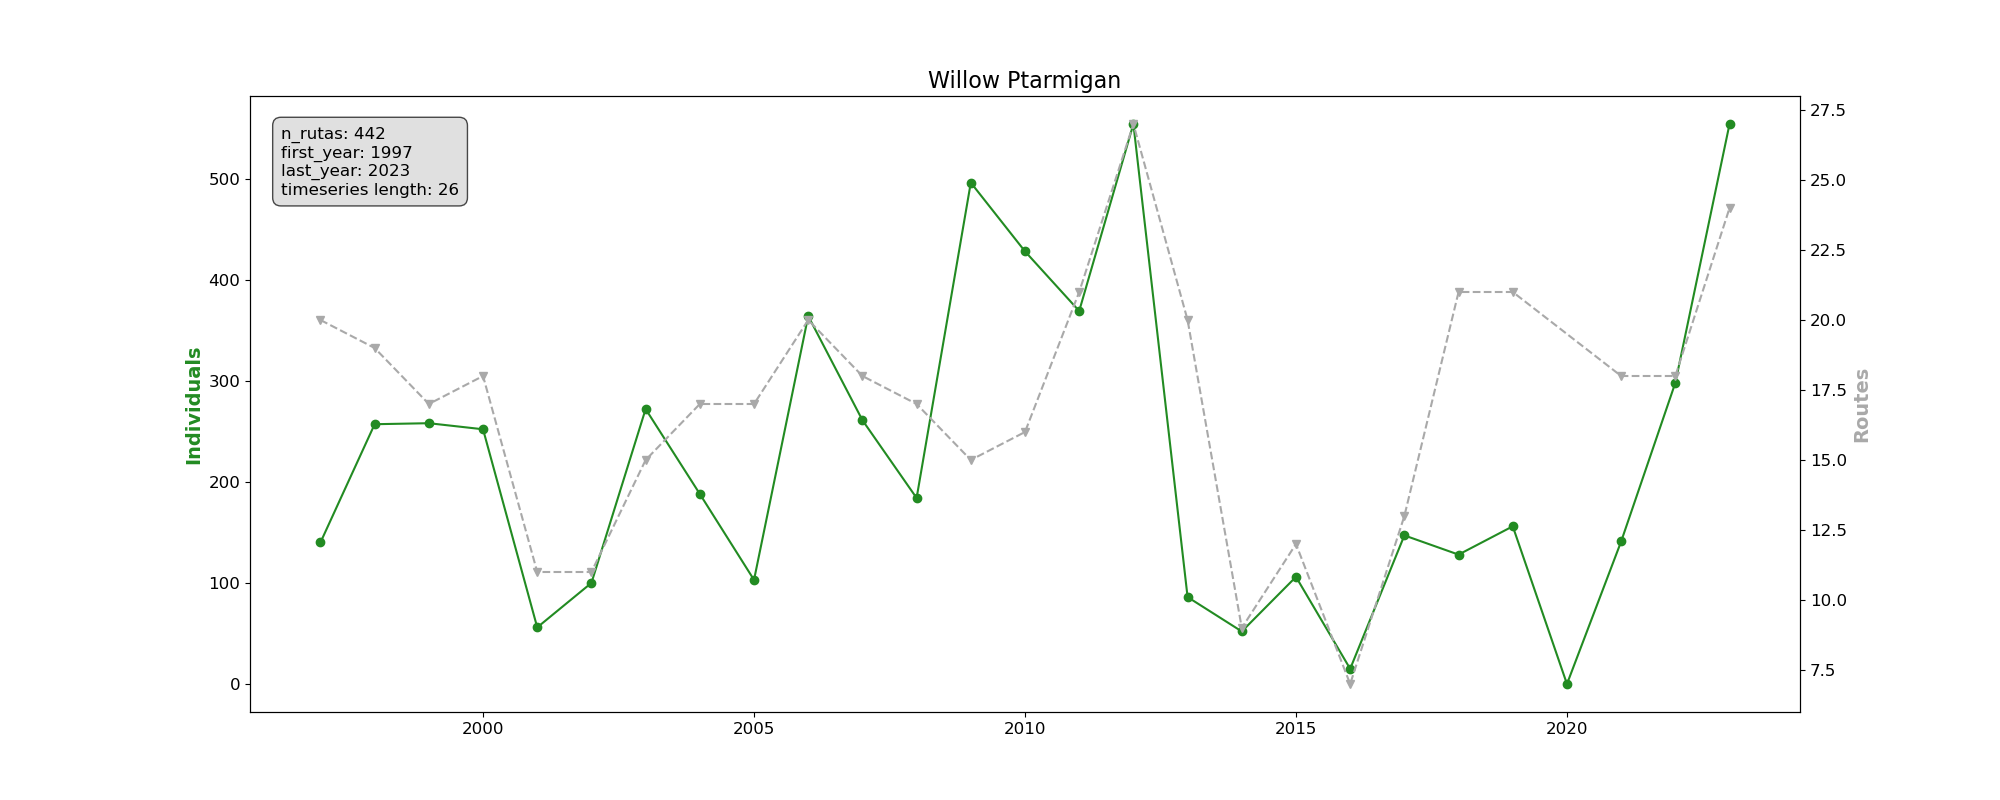 Willow Ptarmigan
n_rutas: 442
first_year: 1997
last_year: 2023
timeseries length: 26
Individuals
500
400
300
200
100
0
27.5
25.0
22.5
20.0
17.5
15.0
12.5
10.0
7.5
Routes
2000 2005 2010 2015 2020